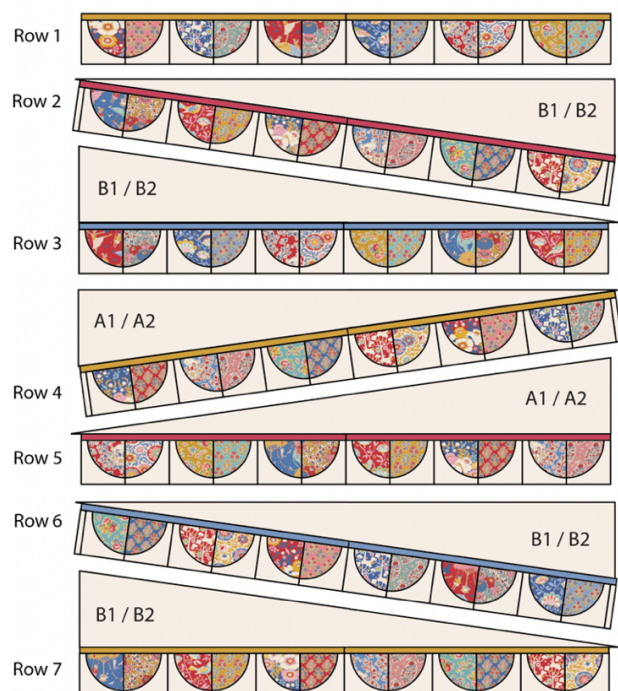 Row 1
Row 2
B1 / B2
B1 / B2
Row 3
A1 / A2
Row 4
A1 / A2
Row 5
Row 6
B1 / B2
B1 / B2
Row 7